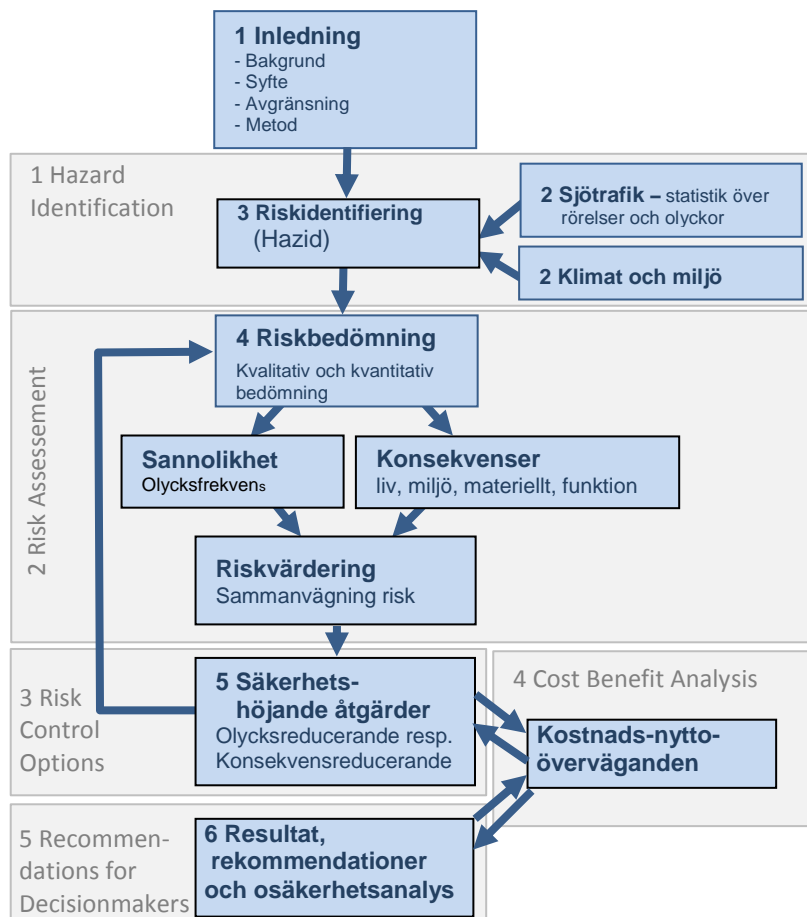 1 Inledning
- Bakgrund
- Syfte
- Avgränsning
- Metod
1 Hazard
Identification
3 Riskidentifiering
(Hazid)
2 Sjötrafik – statistik över
rörelser och olyckor
2 Klimat och miljö
2 Risk Assessement
4 Riskbedömning
Kvalitativ och kvantitativ
bedömning
Sannolikhet
Olycksfrekvens
Konsekvenser
liv, miljö, materiellt, funktion
Riskvärdering
Sammanvägning risk
3 Risk
Control
Options
5 Säkerhets-
höjande åtgärder
Olycksreducerande resp.
Konsekvensreducerande
4 Cost Benefit Analysis
Kostnads-nytto-
överväganden
5 Recommen-
dations for
Decisionmakers
6 Resultat,
rekommendationer
och osäkerhetsanalys